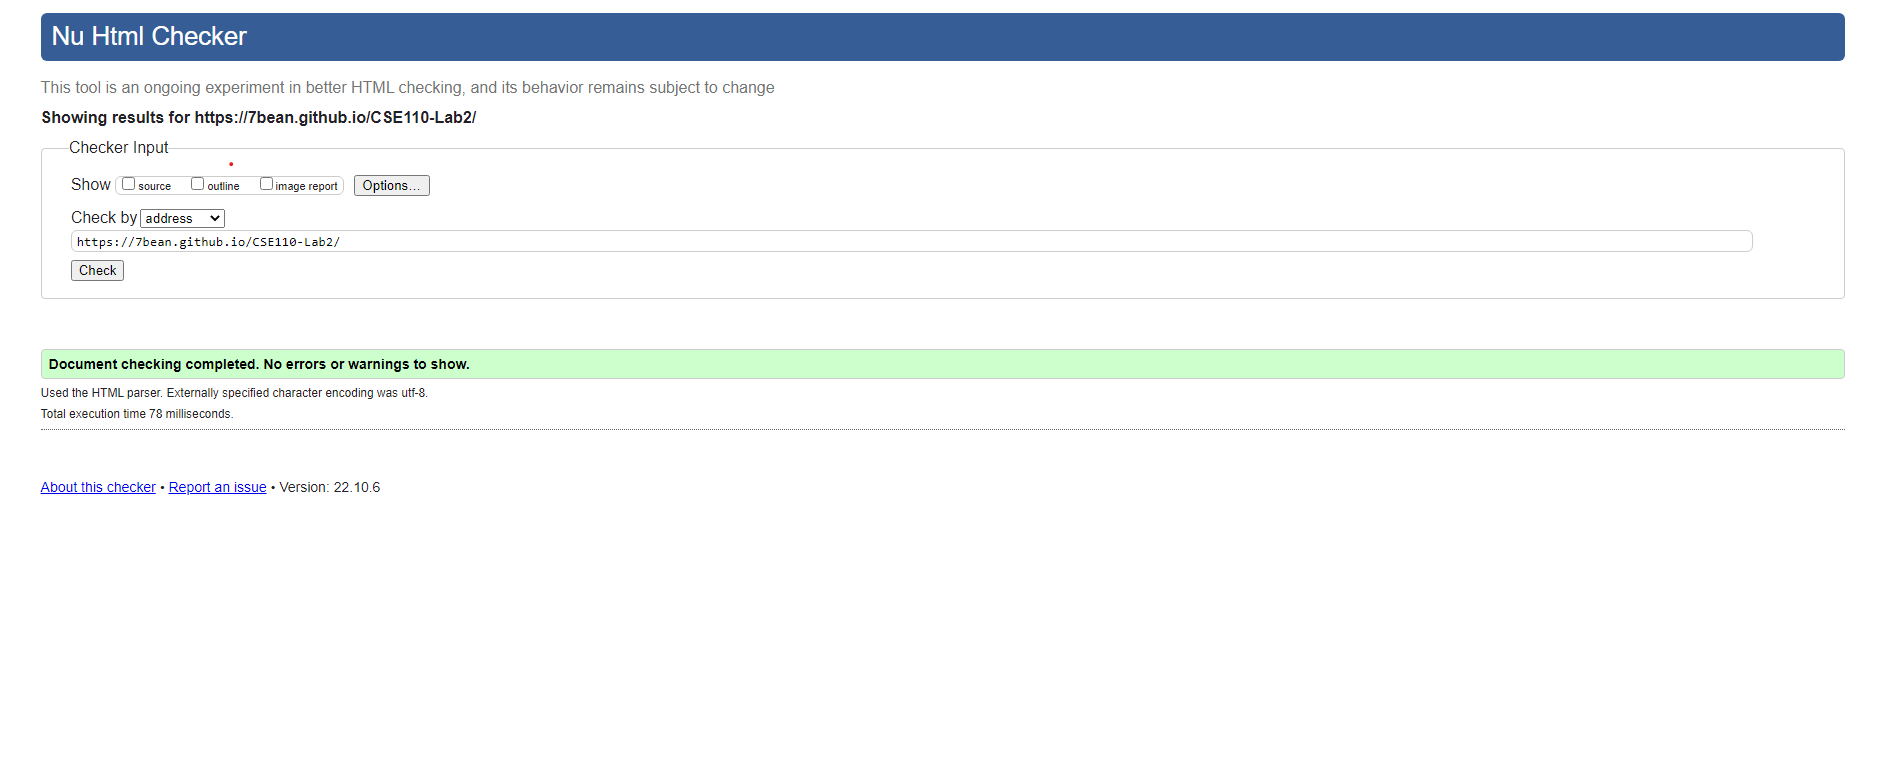 Nu Html Checker
This tool is an ongoing experiment in better HTML checking, and its behavior remains subject to change
Showing results for https://7bean.github.io/CSE110-Lab2/
Checker Input
Show source outline image report Options...
Check by address
https://7bean.github.io/CSE110-Lab2/
Check
Document checking completed. No errors or warnings to show.
Used the HTML parser. Externally specified character encoding was utf-8.
Total execution time 78 milliseconds.
About this checker • Report an issue • Version: 22.10.6